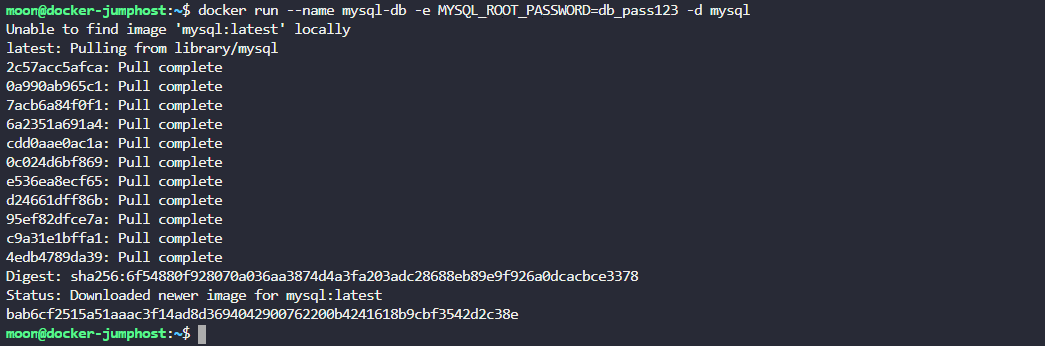 moon@docker-jumphost:~$ docker run --name mysql-db -e MYSQL_ROOT_PASSWORD=db_pass123 -d mysql
Unable to find image 'mysql:latest' locally
latest: Pulling from library/mysql
2c57acc5afca: Pull complete
0a990ab965c1: Pull complete
7acb6a84f0f1: Pull complete
6a2351a691a4: Pull complete
cdd0aae0ac1a: Pull complete
0c024d6bf869: Pull complete
e536ea8ecf65: Pull complete
d24661dff86b: Pull complete
95ef82dfce7a: Pull complete
c9a31e1bffa1: Pull complete
4edb4789da39: Pull complete
Digest: sha256:6f54880f928070a036aa3874d4a3fa203adc28688eb89e9f926a0dcacbce3378
Status: Downloaded newer image for mysql:latest
bab6cf2515a51aaac3f14ad8d3694042900762200b4241618b9cbf3542d2c38e
moon@docker-jumphost:~$